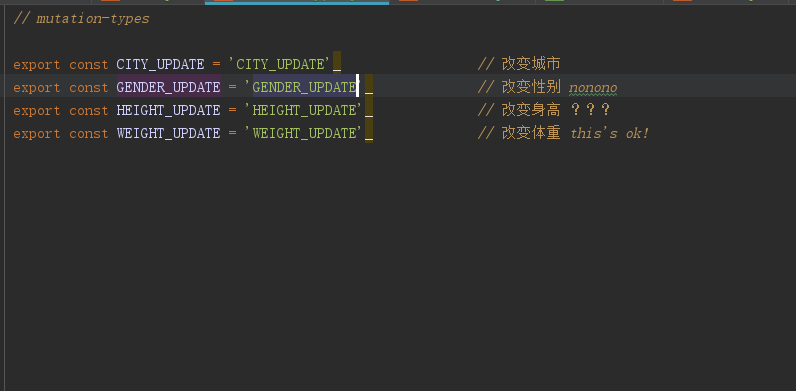 // mutation-types
export const CITY_UPDATE = 'CITY_UPDATE' // 改变城市
export const GENDER_UPDATE = 'GENDER_UPDATE' // 改变性别 nonono
export const HEIGHT_UPDATE = 'HEIGHT_UPDATE' // 改变身高 ？？？
export const WEIGHT_UPDATE = 'WEIGHT_UPDATE' // 改变体重 this's ok!